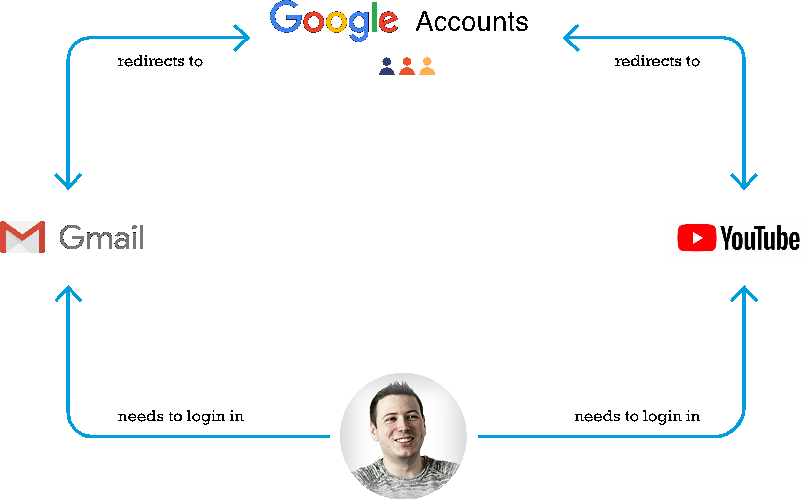 Google Accounts
redirects to
redirects to
Gmail
YouTube
needs to login in
needs to login in